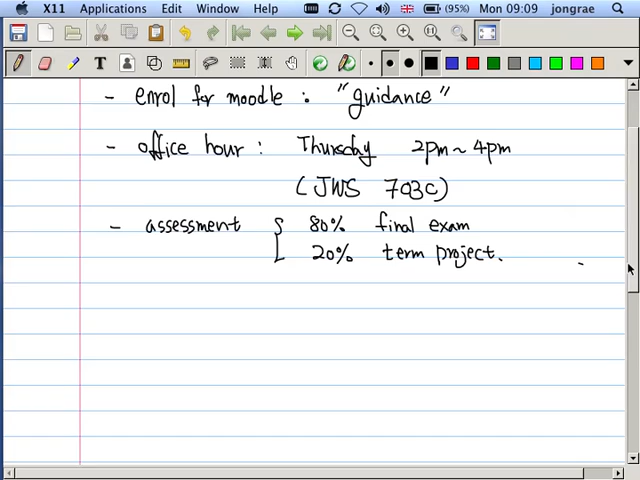 X11 Applications Edit Window Help (95%) Mon 09:09 jongrae
- enrol for moodle : "guidance"
- office hour : Thursday 2pm ~ 4pm
(JWS 703C)
- assessment { 80% final exam
20% term project.